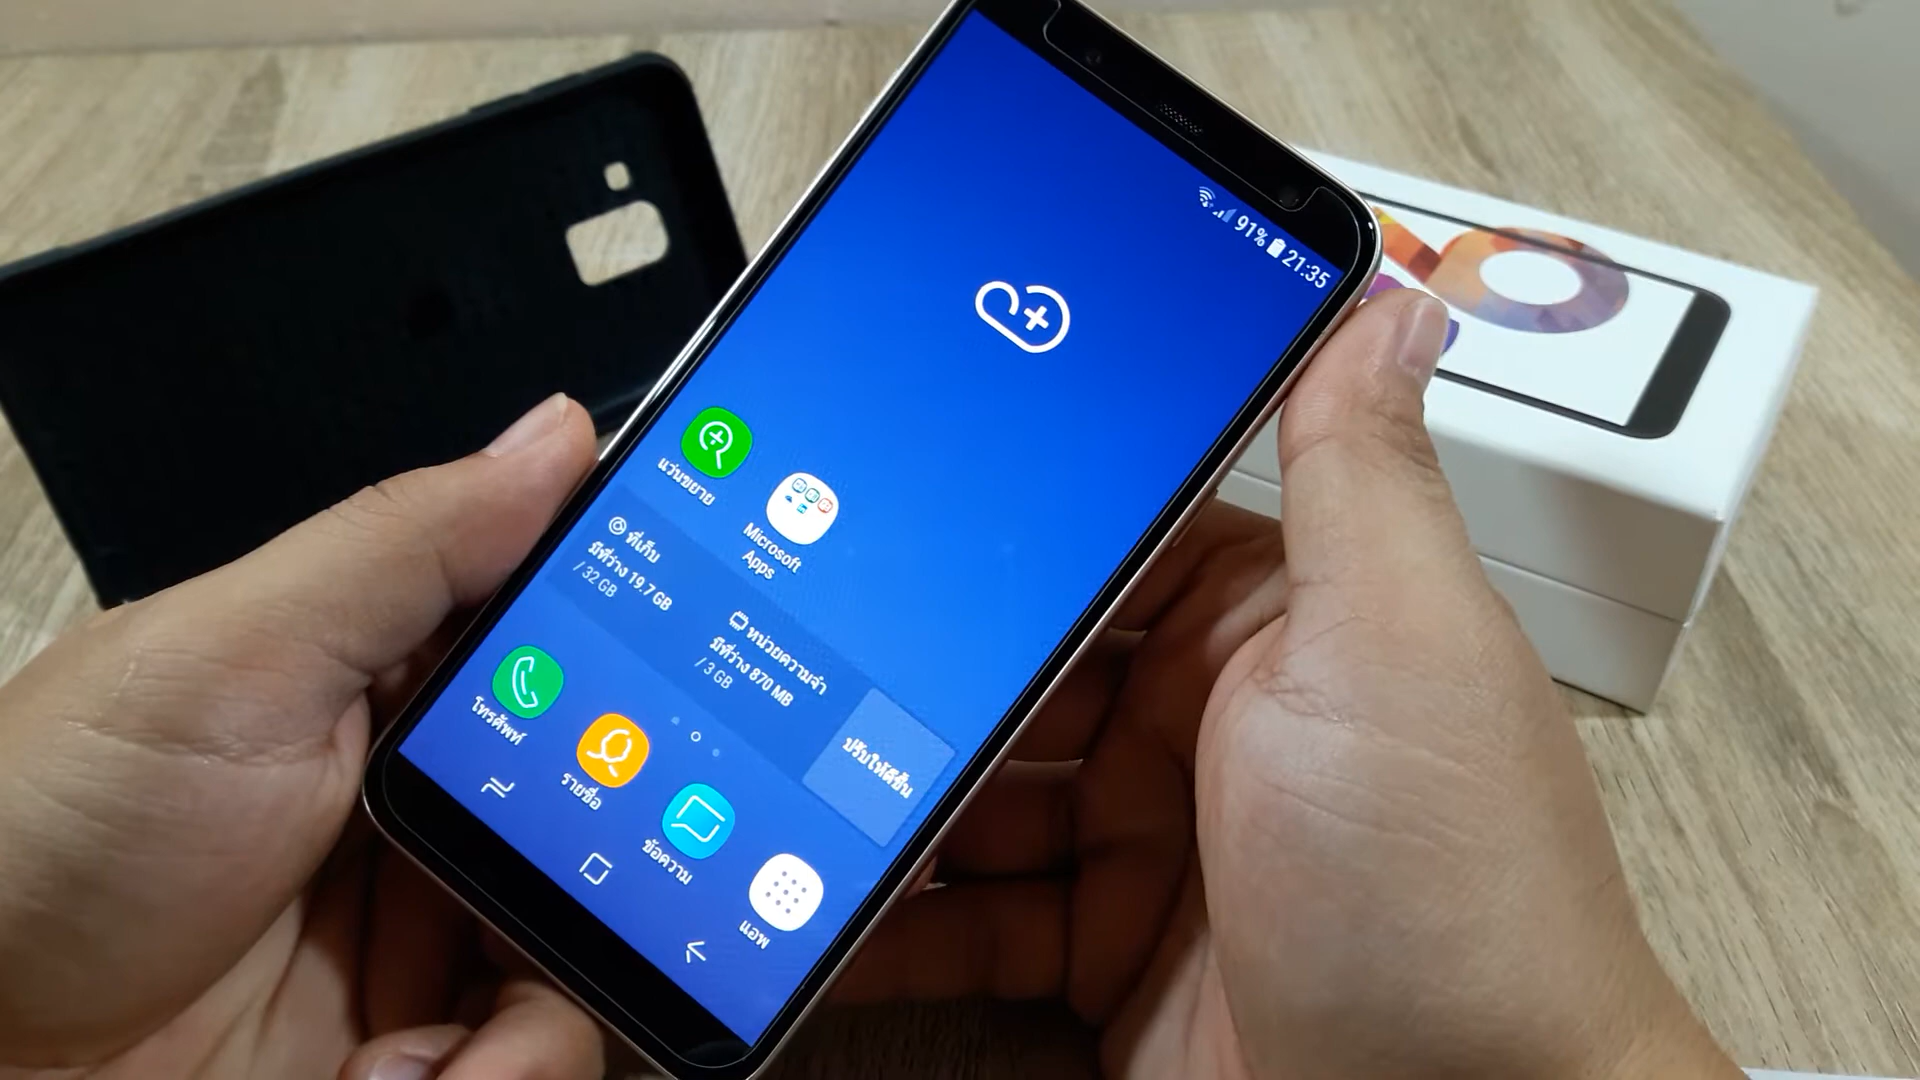 91% 21:35
แว่นขยาย
Microsoft
Apps
ที่เก็บ
มีที่ว่าง 19.7 GB
/ 32 GB
หน่วยความจำ
มีที่ว่าง 870 MB
/ 3 GB
ปรับให้ดีขึ้น
โทรศัพท์
รายชื่อ
ข้อความ
แอพ